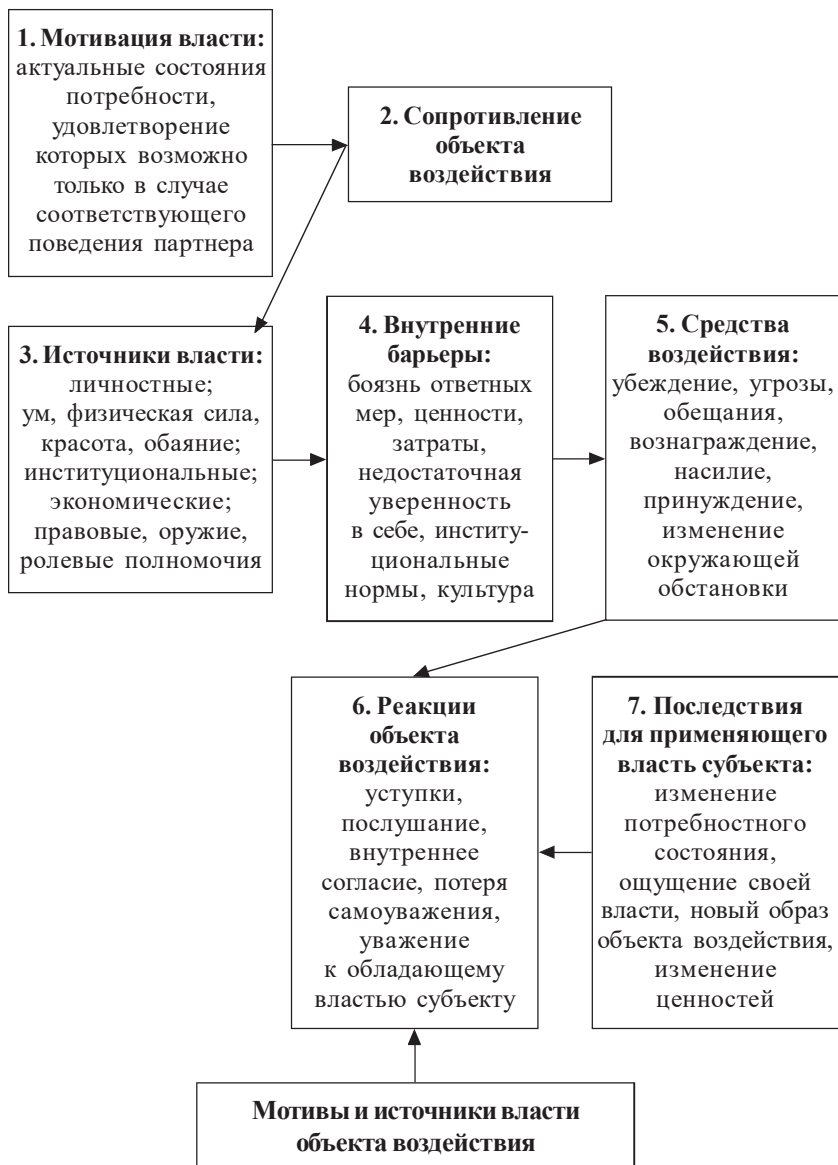 1. Мотивация власти:
актуальные состояния
потребности,
удовлетворение
которых возможно
только в случае
соответствующего
поведения партнера
2. Сопротивление
объекта
воздействия
3. Источники власти:
личностные;
ум, физическая сила,
красота, обаяние;
институциональные;
экономические;
правовые, оружие,
ролевые полномочия
4. Внутренние
барьеры:
боязнь ответных
мер, ценности,
затраты,
недостаточная
уверенность
в себе, институ-
циональные
нормы, культура
5. Средства
воздействия:
убеждение, угрозы,
обещания,
вознаграждение,
насилие,
принуждение,
изменение
окружающей
обстановки
6. Реакции
объекта
воздействия:
уступки,
послушание,
внутреннее
согласие, потеря
самоуважения,
уважение
к обладающему
властью субъекту
7. Последствия
для применяющего
власть субъекта:
изменение
потребностного
состояния,
ощущение своей
власти, новый образ
объекта воздействия,
изменение
ценностей
Мотивы и источники власти
объекта воздействия